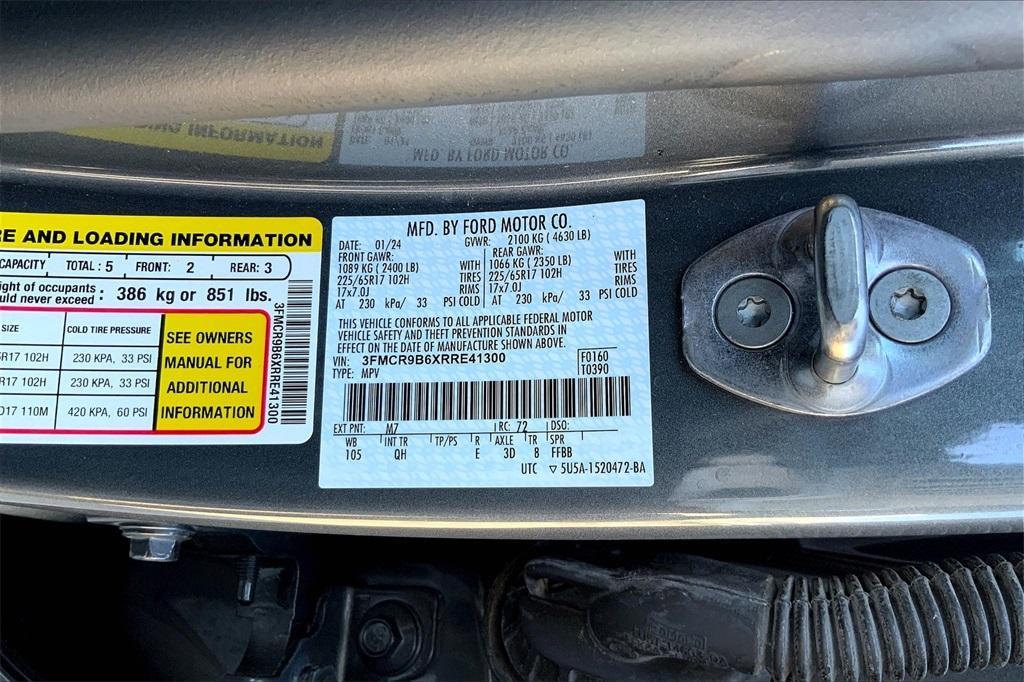 RE AND LOADING INFORMATION
CAPACITY TOTAL : 5 FRONT: 2 REAR: 3
ght of occupants
ould never exceed : 386 kg or 851 lbs.
SIZE COLD TIRE PRESSURE
R17 102H 230 KPA, 33 PSI
R17 102H 230 KPA, 33 PSI
D17 110M 420 KPA, 60 PSI
SEE OWNERS
MANUAL FOR
ADDITIONAL
INFORMATION
3FMCR9B6XRRE41300
MFD. BY FORD MOTOR CO.
DATE: 01/24 GVWR: 2100 KG ( 4630 LB)
FRONT GAWR: REAR GAWR:
1089 KG ( 2400 LB) WITH 1066 KG ( 2350 LB) WITH
225/65R17 102H TIRES 225/65R17 102H TIRES
17x7.0J RIMS 17x7.0J RIMS
AT 230 kPa/ 33 PSI COLD AT 230 kPa/ 33 PSI COLD
THIS VEHICLE CONFORMS TO ALL APPLICABLE FEDERAL MOTOR
VEHICLE SAFETY AND THEFT PREVENTION STANDARDS IN
EFFECT ON THE DATE OF MANUFACTURE SHOWN ABOVE.
VIN: 3FMCR9B6XRRE41300 F0160
TYPE: MPV T0390
EXT PNT: M7 RC: 72 DSO:
WB INT TR TP/PS R AXLE TR SPR
105 QH E 3D 8 FFBB
UTC ▽ 5U5A-1520472-BA